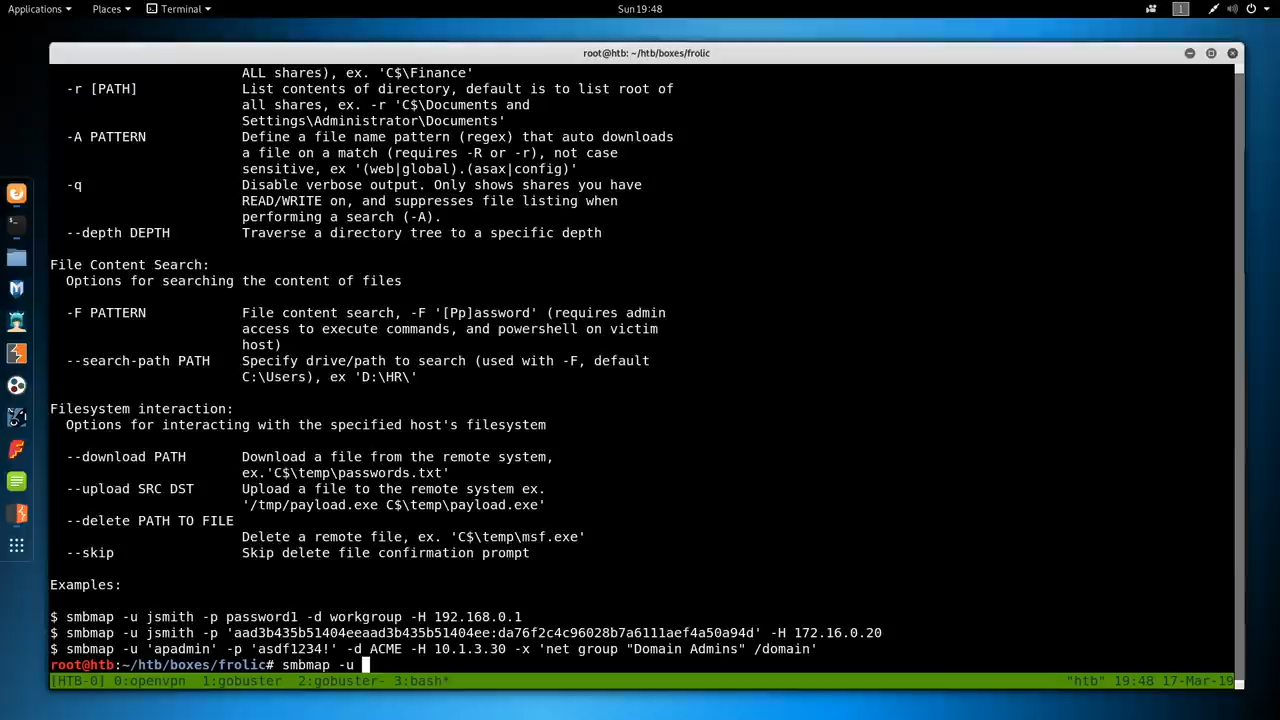 Applications Places Terminal Sun 19:48 1
root@htb: ~/htb/boxes/frolic
ALL shares), ex. 'C$\Finance'
-r [PATH] List contents of directory, default is to list root of
all shares, ex. -r 'C$\Documents and
Settings\Administrator\Documents'
-A PATTERN Define a file name pattern (regex) that auto downloads
a file on a match (requires -R or -r), not case
sensitive, ex '(web|global).(asax|config)'
-q Disable verbose output. Only shows shares you have
READ/WRITE on, and suppresses file listing when
performing a search (-A).
--depth DEPTH Traverse a directory tree to a specific depth
File Content Search:
Options for searching the content of files
-F PATTERN File content search, -F '[Pp]assword' (requires admin
access to execute commands, and powershell on victim
host)
--search-path PATH Specify drive/path to search (used with -F, default
C:\Users), ex 'D:\HR\'
Filesystem interaction:
Options for interacting with the specified host's filesystem
--download PATH Download a file from the remote system,
ex.'C$\temp\passwords.txt'
--upload SRC DST Upload a file to the remote system ex.
'/tmp/payload.exe C$\temp\payload.exe'
--delete PATH TO FILE
Delete a remote file, ex. 'C$\temp\msf.exe'
--skip Skip delete file confirmation prompt
Examples:
$ smbmap -u jsmith -p password1 -d workgroup -H 192.168.0.1
$ smbmap -u jsmith -p 'aad3b435b51404eeaad3b435b51404ee:da76f2c4c96028b7a6111aef4a50a94d' -H 172.16.0.20
$ smbmap -u 'apadmin' -p 'asdf1234!' -d ACME -H 10.1.3.30 -x 'net group "Domain Admins" /domain'
root@htb:~/htb/boxes/frolic# smbmap -u
[HTB-0] 0:openvpn 1:gobuster 2:gobuster- 3:bash* "htb" 19:48 17-Mar-19